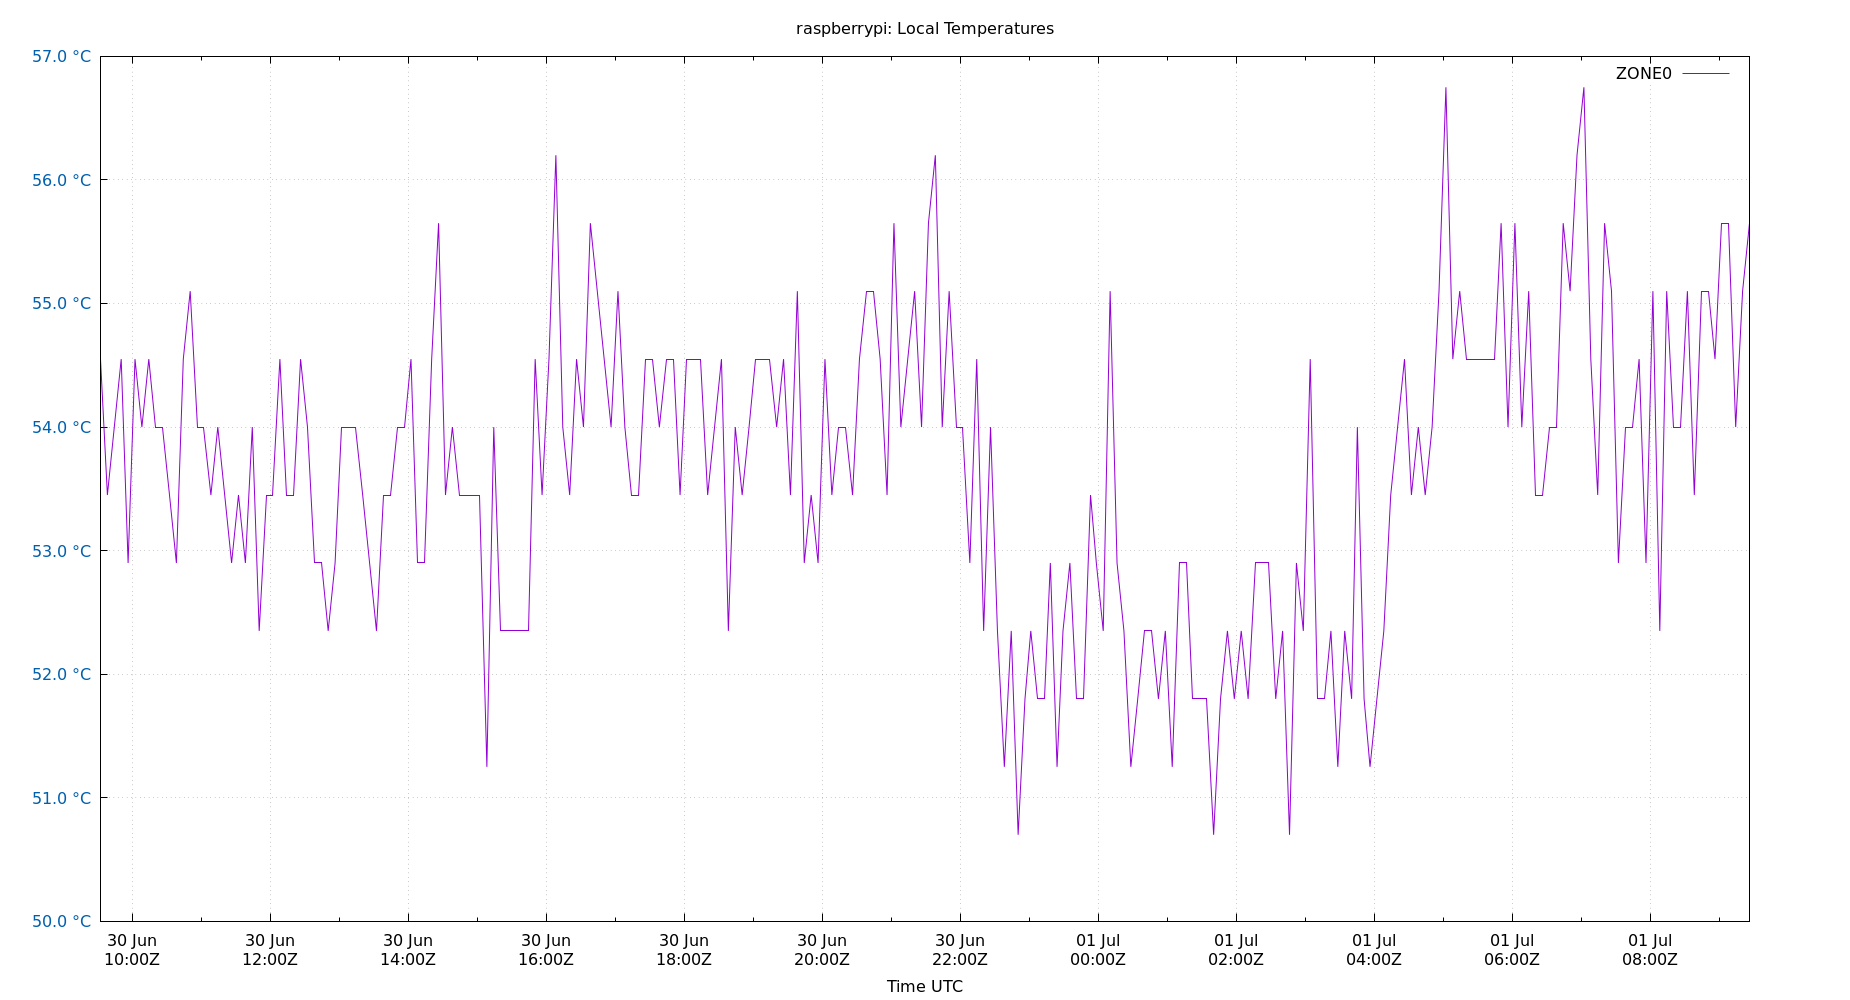 raspberrypi: Local Temperatures
57.0 °C
ZONE0
56.0 °C
55.0 °C
54.0 °C
53.0 °C
52.0 °C
51.0 °C
50.0 °C
30 Jun 30 Jun 30 Jun 30 Jun 30 Jun 30 Jun 30 Jun 01 Jul 01 Jul 01 Jul 01 Jul 01 Jul
10:00Z 12:00Z 14:00Z 16:00Z 18:00Z 20:00Z 22:00Z 00:00Z 02:00Z 04:00Z 06:00Z 08:00Z
Time UTC